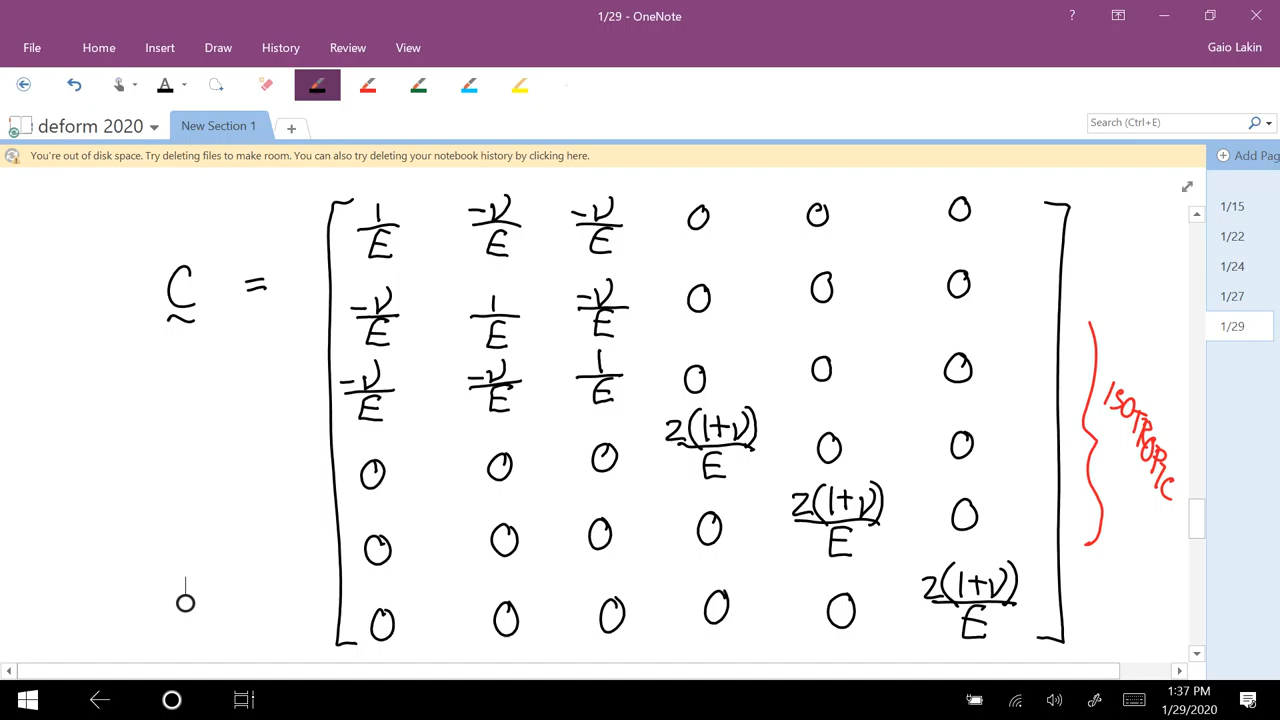 1/29 - OneNote
?
File Home Insert Draw History Review View Gaio Lakin
A
deform 2020 New Section 1 + Search (Ctrl+E)
You're out of disk space. Try deleting files to make room. You can also try deleting your notebook history by clicking here.
Add Pag
1/15
1/22
1/24
1/27
1/29
C =
1/E -ν/E -ν/E 0 0 0
-ν/E 1/E -ν/E 0 0 0
-ν/E -ν/E 1/E 0 0 0
0 0 0 2(1+ν)/E 0 0
0 0 0 0 2(1+ν)/E 0
0 0 0 0 0 2(1+ν)/E
ISOTROPIC
1:37 PM
1/29/2020